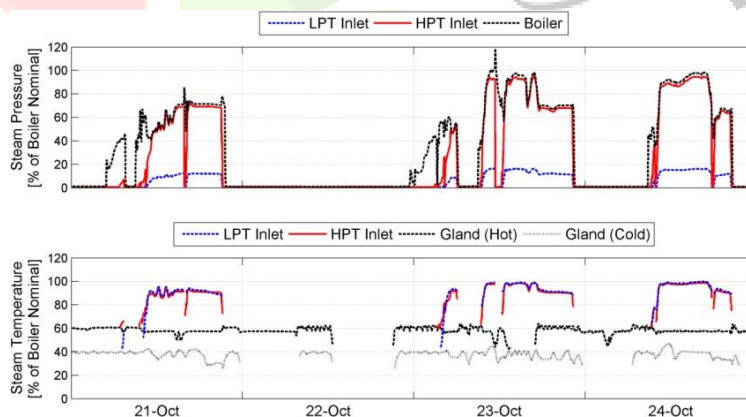 LPT Inlet HPT Inlet Boiler
Steam Pressure
[% of Boiler Nominal]
120
100
80
60
40
20
0
LPT Inlet HPT Inlet Gland (Hot) Gland (Cold)
Steam Temperature
[% of Boiler Nominal]
120
100
80
60
40
20
0
21-Oct 22-Oct 23-Oct 24-Oct